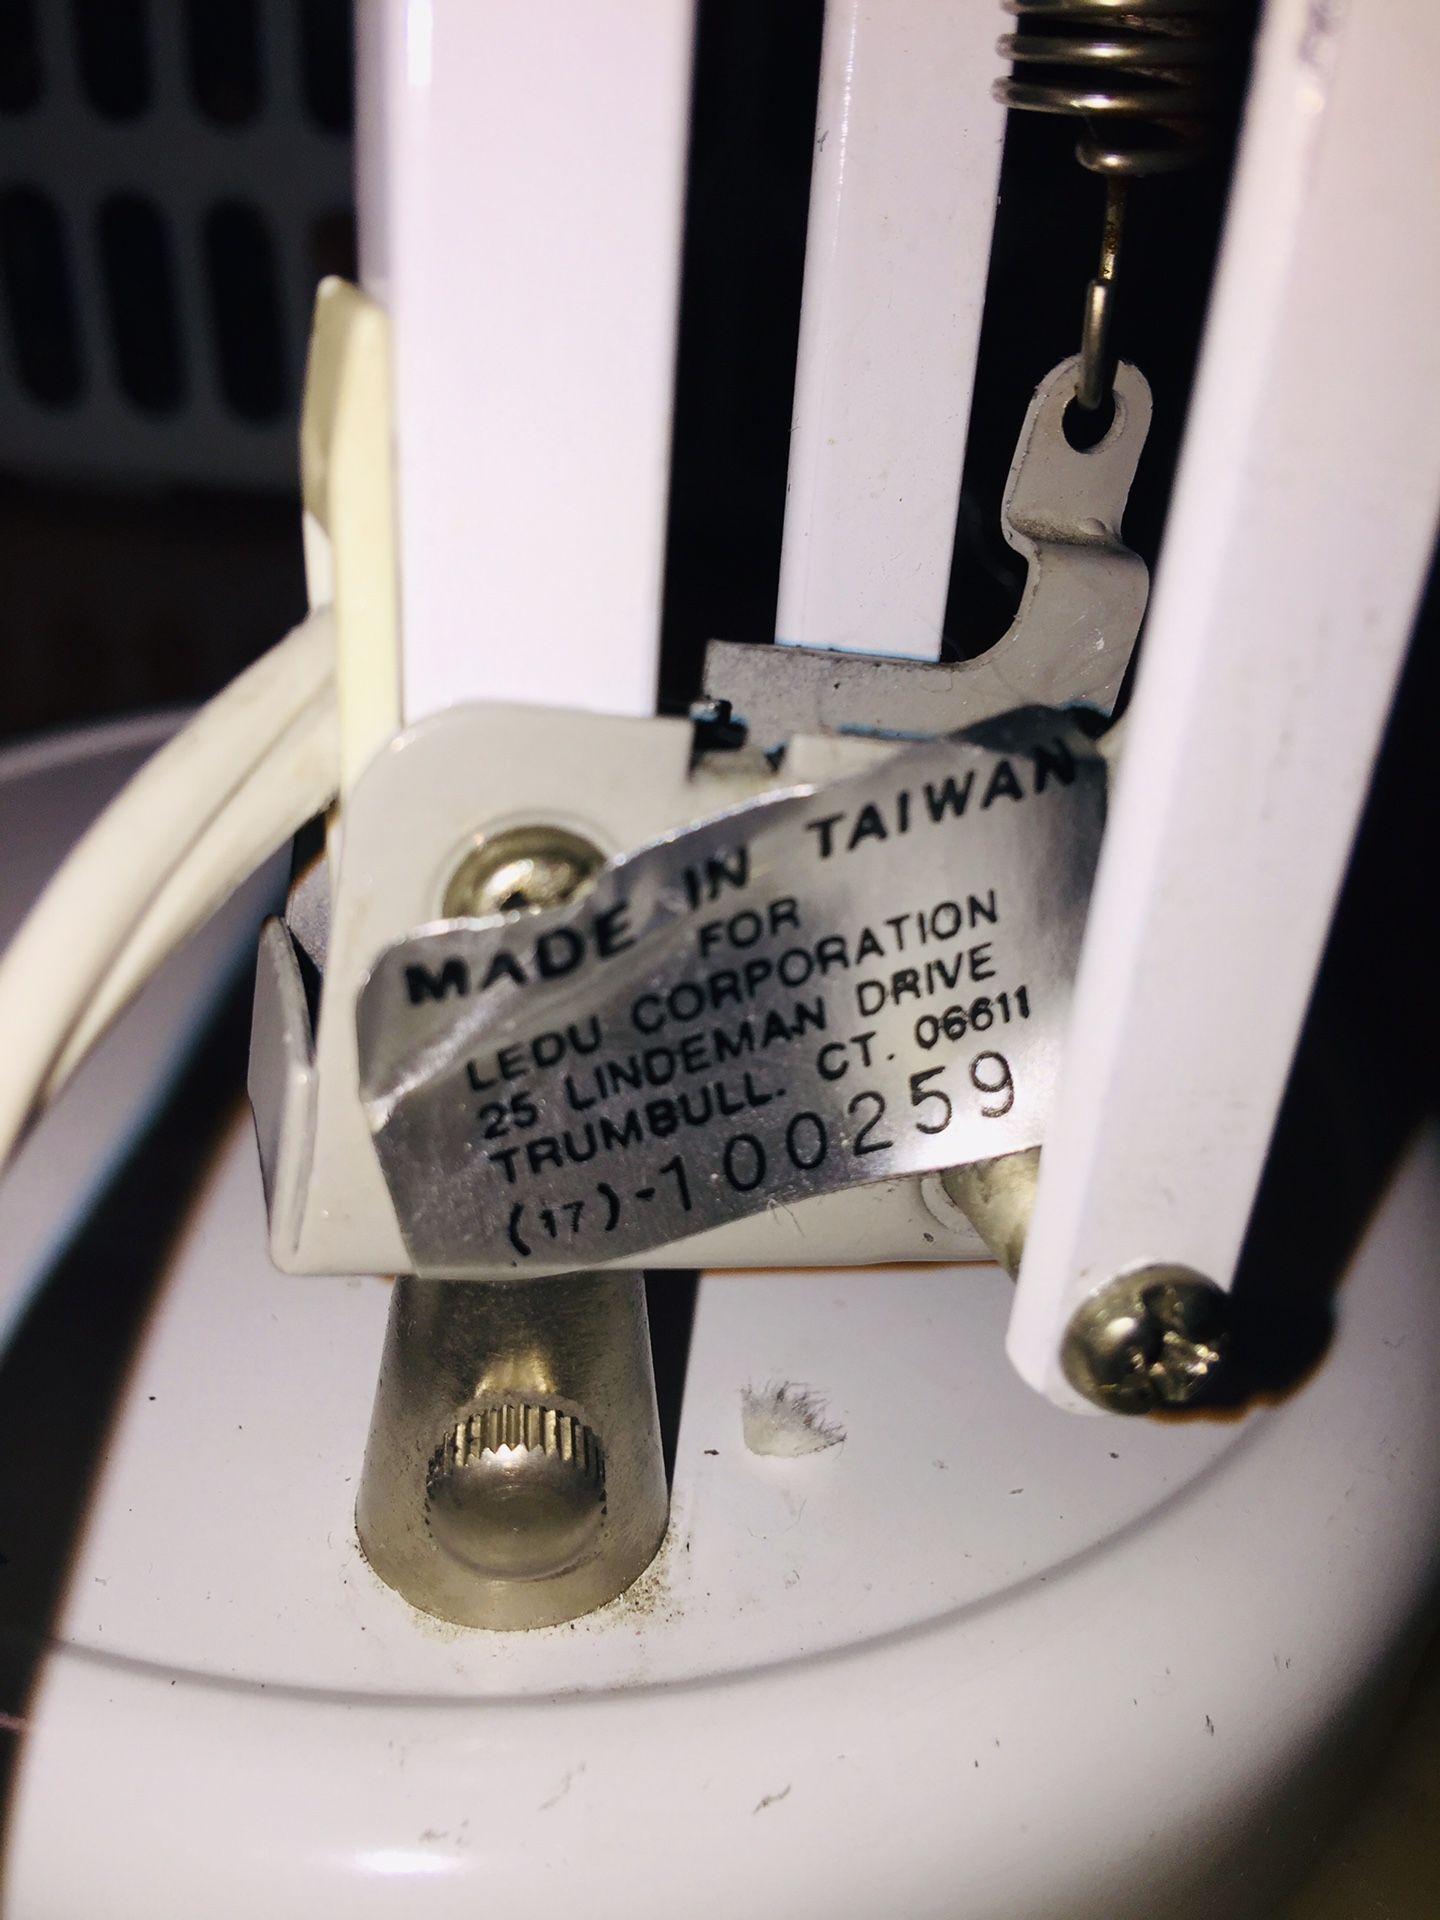 MADE IN TAIWAN
FOR
LEDU CORPORATION
25 LINDEMAN DRIVE
TRUMBULL. CT. 06611
(17)-100259